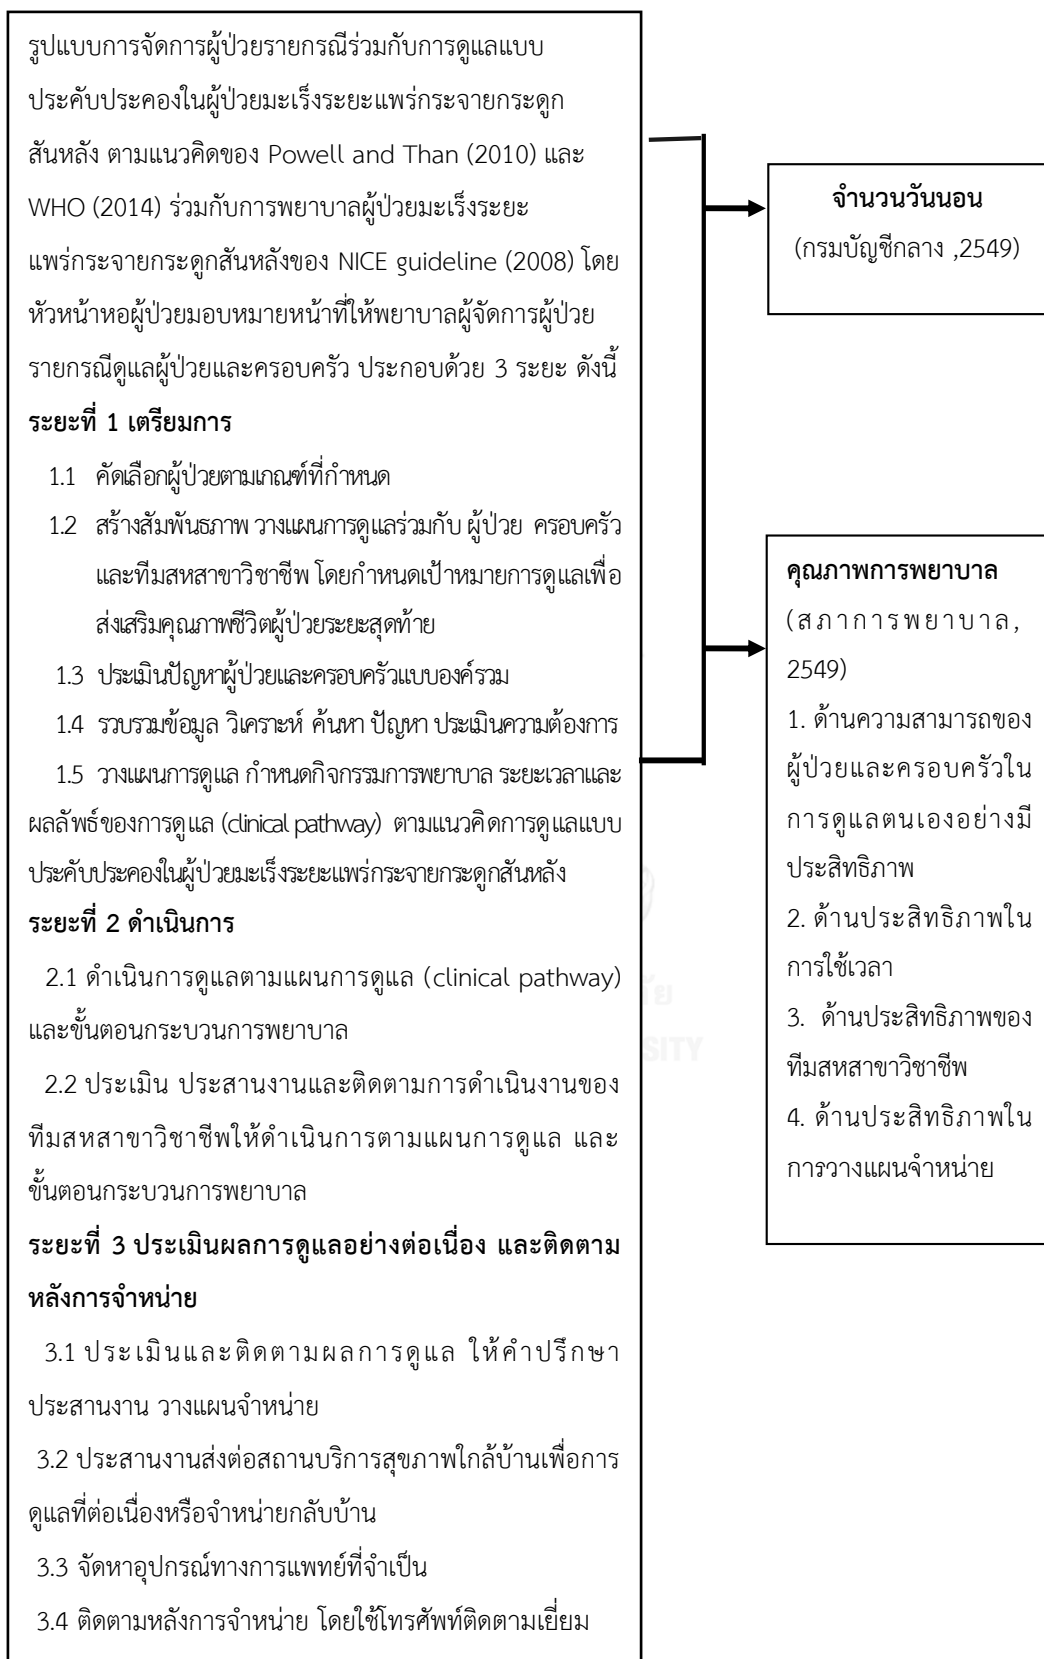 รูปแบบการจัดการผู้ป่วยรายกรณีร่วมกับการดูแลแบบ
ประคับประคองในผู้ป่วยมะเร็งระยะแพร่กระจายกระดูก
สันหลัง ตามแนวคิดของ Powell and Than (2010) และ
WHO (2014) ร่วมกับการพยาบาลผู้ป่วยมะเร็งระยะ
แพร่กระจายกระดูกสันหลังของ NICE guideline (2008) โดย
หัวหน้าหอผู้ป่วยมอบหมายหน้าที่ให้พยาบาลผู้จัดการผู้ป่วย
รายกรณีดูแลผู้ป่วยและครอบครัว ประกอบด้วย 3 ระยะ ดังนี้
ระยะที่ 1 เตรียมการ
1.1 คัดเลือกผู้ป่วยตามเกณฑ์ที่กำหนด
1.2 สร้างสัมพันธภาพ วางแผนการดูแลร่วมกับ ผู้ป่วย ครอบครัว
และทีมสหสาขาวิชาชีพ โดยกำหนดเป้าหมายการดูแลเพื่อ
ส่งเสริมคุณภาพชีวิตผู้ป่วยระยะสุดท้าย
1.3 ประเมินปัญหาผู้ป่วยและครอบครัวแบบองค์รวม
1.4 รวบรวมข้อมูล วิเคราะห์ ค้นหา ปัญหา ประเมินความต้องการ
1.5 วางแผนการดูแล กำหนดกิจกรรมการพยาบาล ระยะเวลาและ
ผลลัพธ์ของการดูแล (clinical pathway) ตามแนวคิดการดูแลแบบ
ประคับประคองในผู้ป่วยมะเร็งระยะแพร่กระจายกระดูกสันหลัง
ระยะที่ 2 ดำเนินการ
2.1 ดำเนินการดูแลตามแผนการดูแล (clinical pathway)
และขั้นตอนกระบวนการพยาบาล
2.2 ประเมิน ประสานงานและติดตามการดำเนินงานของ
ทีมสหสาขาวิชาชีพให้ดำเนินการตามแผนการดูแล และ
ขั้นตอนกระบวนการพยาบาล
ระยะที่ 3 ประเมินผลการดูแลอย่างต่อเนื่อง และติดตาม
หลังการจำหน่าย
3.1 ประเมินและติดตามผลการดูแล ให้คำปรึกษา
ประสานงาน วางแผนจำหน่าย
3.2 ประสานงานส่งต่อสถานบริการสุขภาพใกล้บ้านเพื่อการ
ดูแลที่ต่อเนื่องหรือจำหน่ายกลับบ้าน
3.3 จัดหาอุปกรณ์ทางการแพทย์ที่จำเป็น
3.4 ติดตามหลังการจำหน่าย โดยใช้โทรศัพท์ติดตามเยี่ยม
จำนวนวันนอน
(กรมบัญชีกลาง ,2549)
คุณภาพการพยาบาล
(สภาการพยาบาล,
2549)
1. ด้านความสามารถของ
ผู้ป่วยและครอบครัวใน
การดูแลตนเองอย่างมี
ประสิทธิภาพ
2. ด้านประสิทธิภาพใน
การใช้เวลา
3. ด้านประสิทธิภาพของ
ทีมสหสาขาวิชาชีพ
4. ด้านประสิทธิภาพใน
การวางแผนจำหน่าย